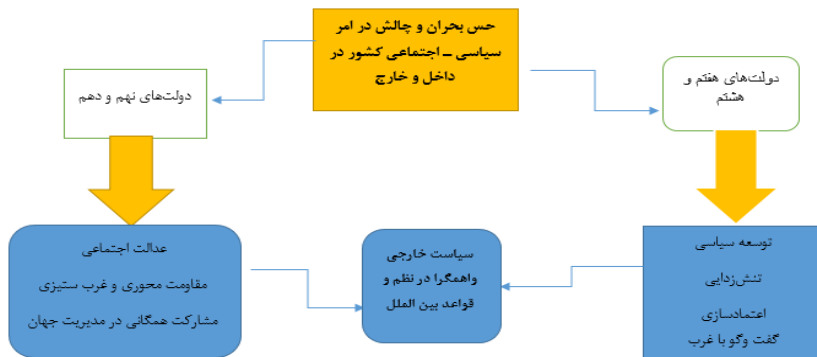 حس بحران و چالش در امر
سیاسی – اجتماعی کشور در
داخل و خارج
دولت‌های هفتم و
هشتم
دولت‌های نهم و دهم
توسعه سیاسی
تنش‌زدایی
اعتمادسازی
گفت وگو با غرب
سیاست خارجی
واهمگرا در نظم و
قواعد بین الملل
عدالت اجتماعی
مقاومت محوری و غرب ستیزی
مشارکت همگانی در مدیریت جهان